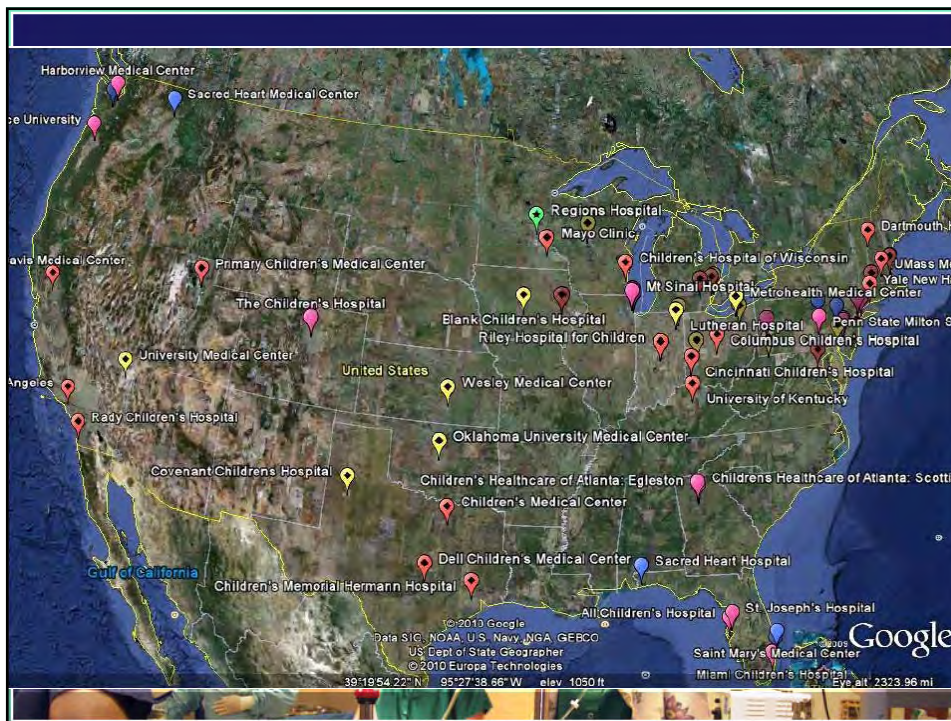 Harborview Medical Center
Sacred Heart Medical Center
ce University
Regions Hospital
Mayo Clinic
Dartmouth
avis Medical Center
Primary Children's Medical Center
Children's Hospital of Wisconsin
UMass Me
Yale New Ha
The Children's Hospital
Mt Sinai Hospital
Metrohealth Medical Center
Blank Children's Hospital
Lutheran Hospital
Penn State Milton S
Riley Hospital for Children
Columbus Children's Hospital
University Medical Center
United States
Cincinnati Children's Hospital
Angeles
Wesley Medical Center
University of Kentucky
Rady Children's Hospital
Oklahoma University Medical Center
Covenant Childrens Hospital
Children's Healthcare of Atlanta: Egleston
Childrens Healthcare of Atlanta: Scotti
Children's Medical Center
Dell Children's Medical Center
Sacred Heart Hospital
Gulf of California
Children's Memorial Hermann Hospital
All Children's Hospital
St. Joseph's Hospital
© 2010 Google
Data SIO, NOAA, U.S. Navy, NGA, GEBCO
US Dept of State Geographer
© 2010 Europa Technologies
©2009 Google
Saint Mary's Medical Center
Miami Children's Hospital
39°19'54.22" N 95°27'38.66" W elev 1050 ft
Eye alt 2323.96 mi